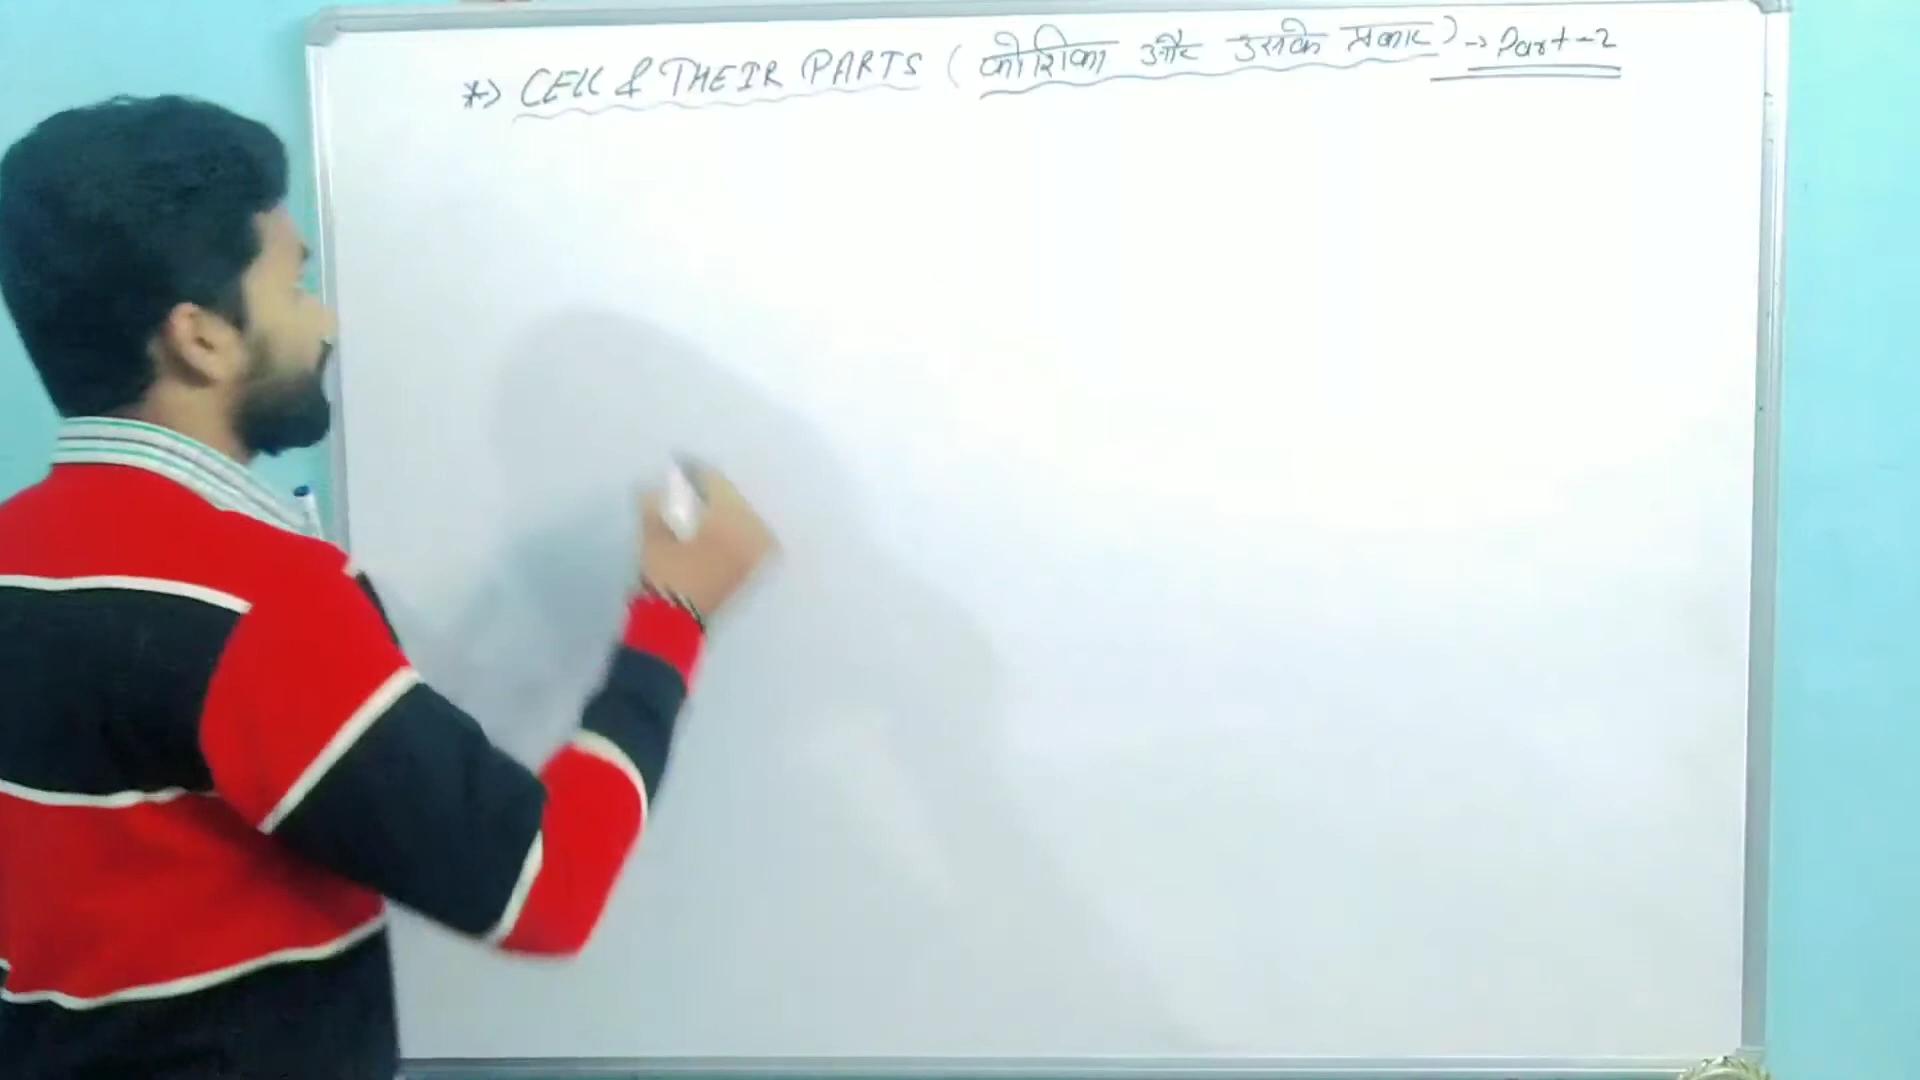 *) CELL & THEIR PARTS (कोशिका और उसके प्रकार) → Part-2